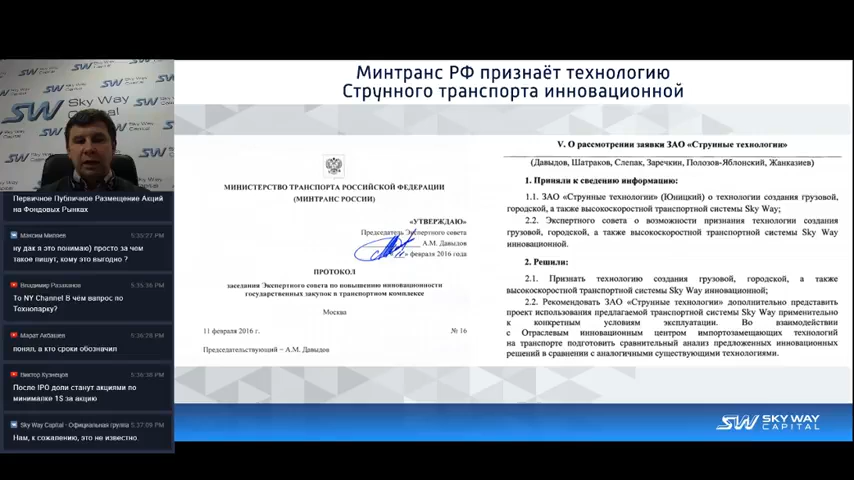 Минтранс РФ признаёт технологию
Струнного транспорта инновационной
SW
Sky Way
Capital
Первичное Публичное Размещение Акций
на Фондовых Рынках
Максим Миляев 5:35:27 PM
ну дак я это понимаю) просто за чем
такое пишут, кому это выгодно ?
Владимир Разаханов 5:35:36 PM
To NY Channel В чём вопрос по
Технопарку?
Марат Акбашев 5:36:28 PM
понял, а кто сроки обозначил
Виктор Кузнецов 5:36:38 PM
После IPO доли станут акциями по
минималке 1$ за акцию
Sky Way Capital - Официальная группа 5:37:09 PM
Нам, к сожалению, это не известно
МИНИСТЕРСТВО ТРАНСПОРТА РОССИЙСКОЙ ФЕДЕРАЦИИ
(МИНТРАНС РОССИИ)
«УТВЕРЖДАЮ»
Председатель Экспертного совета
А.М. Давыдов
февраля 2016 года
ПРОТОКОЛ
заседания Экспертного совета по повышению инновационности
государственных закупок в транспортном комплексе
Москва
11 февраля 2016 г. № 16
Председательствующий – А.М. Давыдов
V. О рассмотрении заявки ЗАО «Струнные технологии»
(Давыдов, Шатраков, Слепак, Заречкин, Полозов-Яблонский, Жанказиев)
1. Приняли к сведению информацию:
1.1. ЗАО «Струнные технологии» (Юницкий) о технологии создания грузовой,
городской, а также высокоскоростной транспортной системы Sky Way;
2.2. Экспертного совета о возможности признания технологии создания
грузовой, городской, а также высокоскоростной транспортной системы Sky Way
инновационной.
2. Решили:
2.1. Признать технологию создания грузовой, городской, а также
высокоскоростной транспортной системы Sky Way инновационной;
2.2. Рекомендовать ЗАО «Струнные технологии» дополнительно представить
проект использования предлагаемой транспортной системы Sky Way применительно
к конкретным условиям эксплуатации. Во взаимодействии
с Отраслевым инновационным центром импортозамещающих технологий
на транспорте подготовить сравнительный анализ предложенных инновационных
решений в сравнении с аналогичными существующими технологиями.
SW SKY WAY
CAPITAL